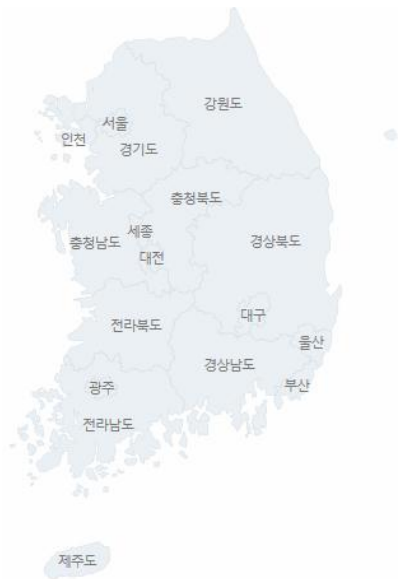 강원도
서울
인천
경기도
충청북도
세종
충청남도
경상북도
대전
대구
전라북도
울산
경상남도
부산
광주
전라남도
제주도